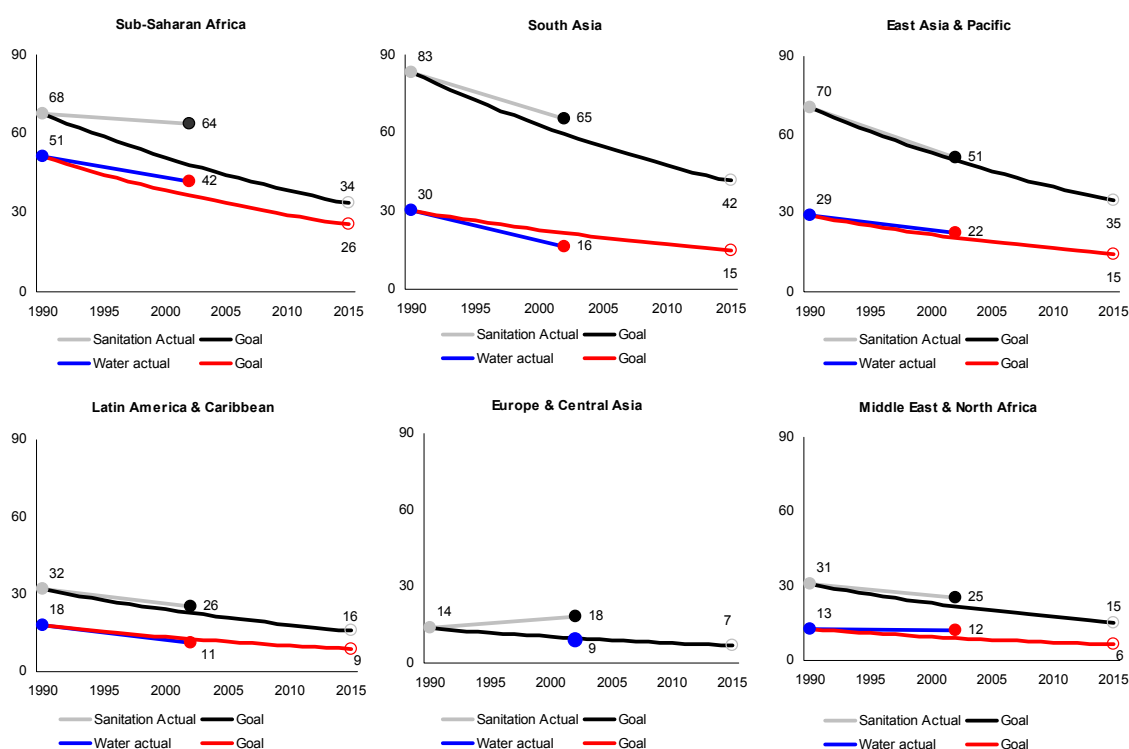 Sub-Saharan Africa
90
60
30
0
68
64
51
42
34
26
1990 1995 2000 2005 2010 2015
Sanitation Actual Goal
Water actual Goal
South Asia
90
60
30
0
83
65
30
16
42
15
1990 1995 2000 2005 2010 2015
Sanitation Actual Goal
Water actual Goal
East Asia & Pacific
90
60
30
0
70
51
29
22
35
15
1990 1995 2000 2005 2010 2015
Sanitation Actual Goal
Water actual Goal
Latin America & Caribbean
90
60
30
0
32
26
18
11
16
9
1990 1995 2000 2005 2010 2015
Sanitation Actual Goal
Water actual Goal
Europe & Central Asia
90
60
30
0
14
18
9
7
1990 1995 2000 2005 2010 2015
Sanitation Actual Goal
Water actual Goal
Middle East & North Africa
90
60
30
0
31
25
13
12
15
6
1990 1995 2000 2005 2010 2015
Sanitation Actual Goal
Water actual Goal